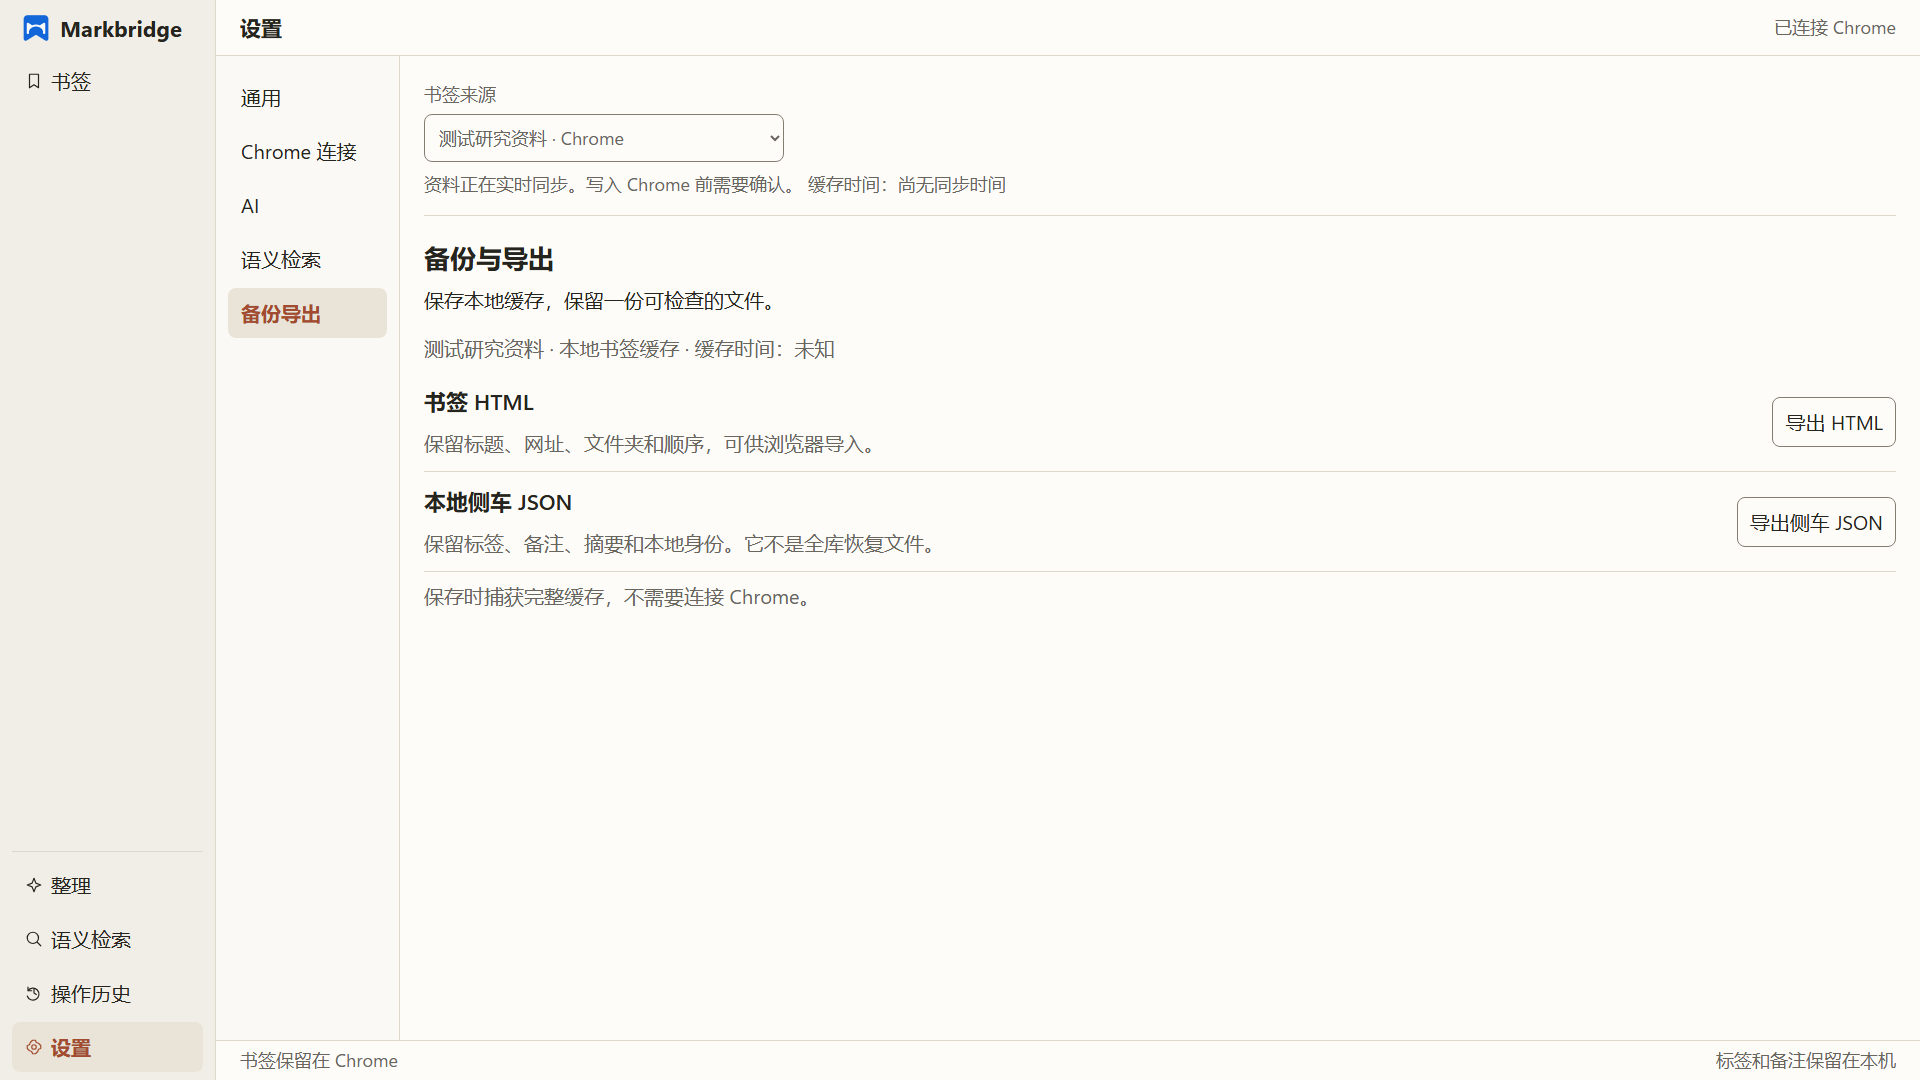 Markbridge
书签
整理
语义检索
操作历史
设置
设置
已连接 Chrome
通用
Chrome 连接
AI
语义检索
备份导出
书签来源
测试研究资料 · Chrome
资料正在实时同步。写入 Chrome 前需要确认。 缓存时间：尚无同步时间
备份与导出
保存本地缓存，保留一份可检查的文件。
测试研究资料 · 本地书签缓存 · 缓存时间：未知
书签 HTML
保留标题、网址、文件夹和顺序，可供浏览器导入。
导出 HTML
本地侧车 JSON
保留标签、备注、摘要和本地身份。它不是全库恢复文件。
导出侧车 JSON
保存时捕获完整缓存，不需要连接 Chrome。
书签保留在 Chrome
标签和备注保留在本机